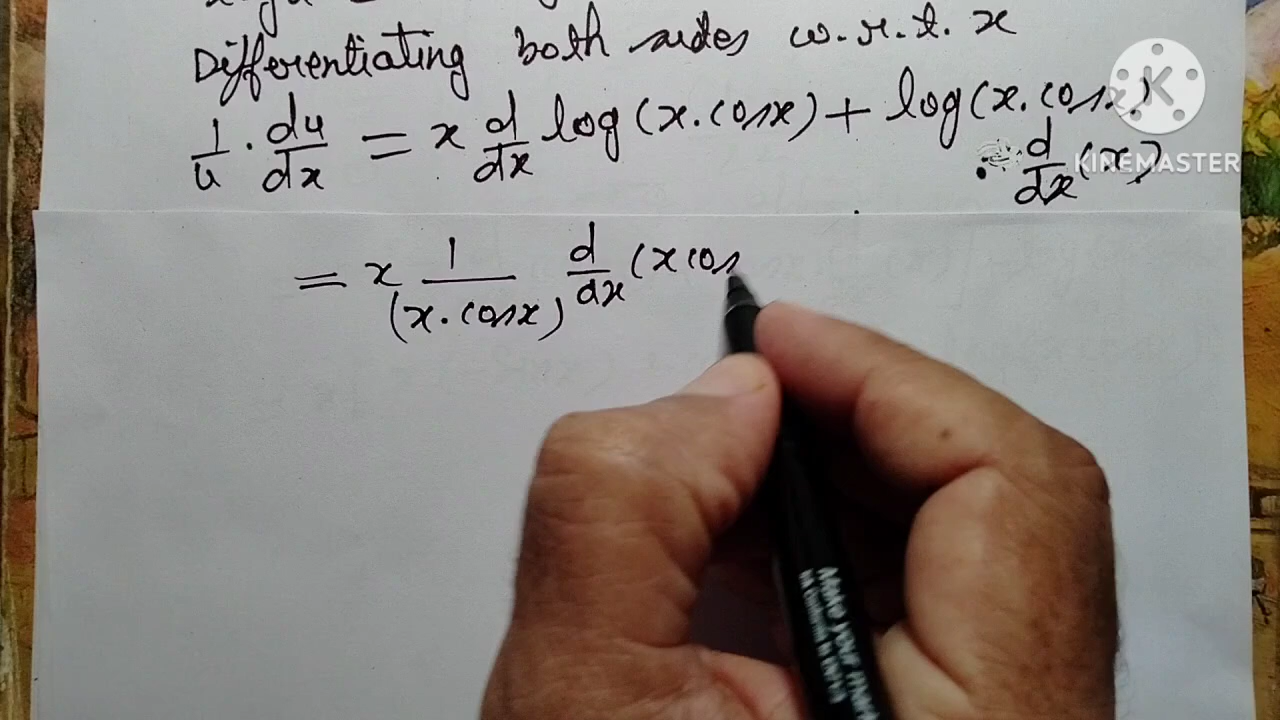 Differentiating both sides w.r.t. x
1/u . du/dx = x d/dx log(x.cosx) + log(x.cosx)
. d/dx (x)
= x 1/(x.cosx) d/dx (x cos
K
KINEMASTER